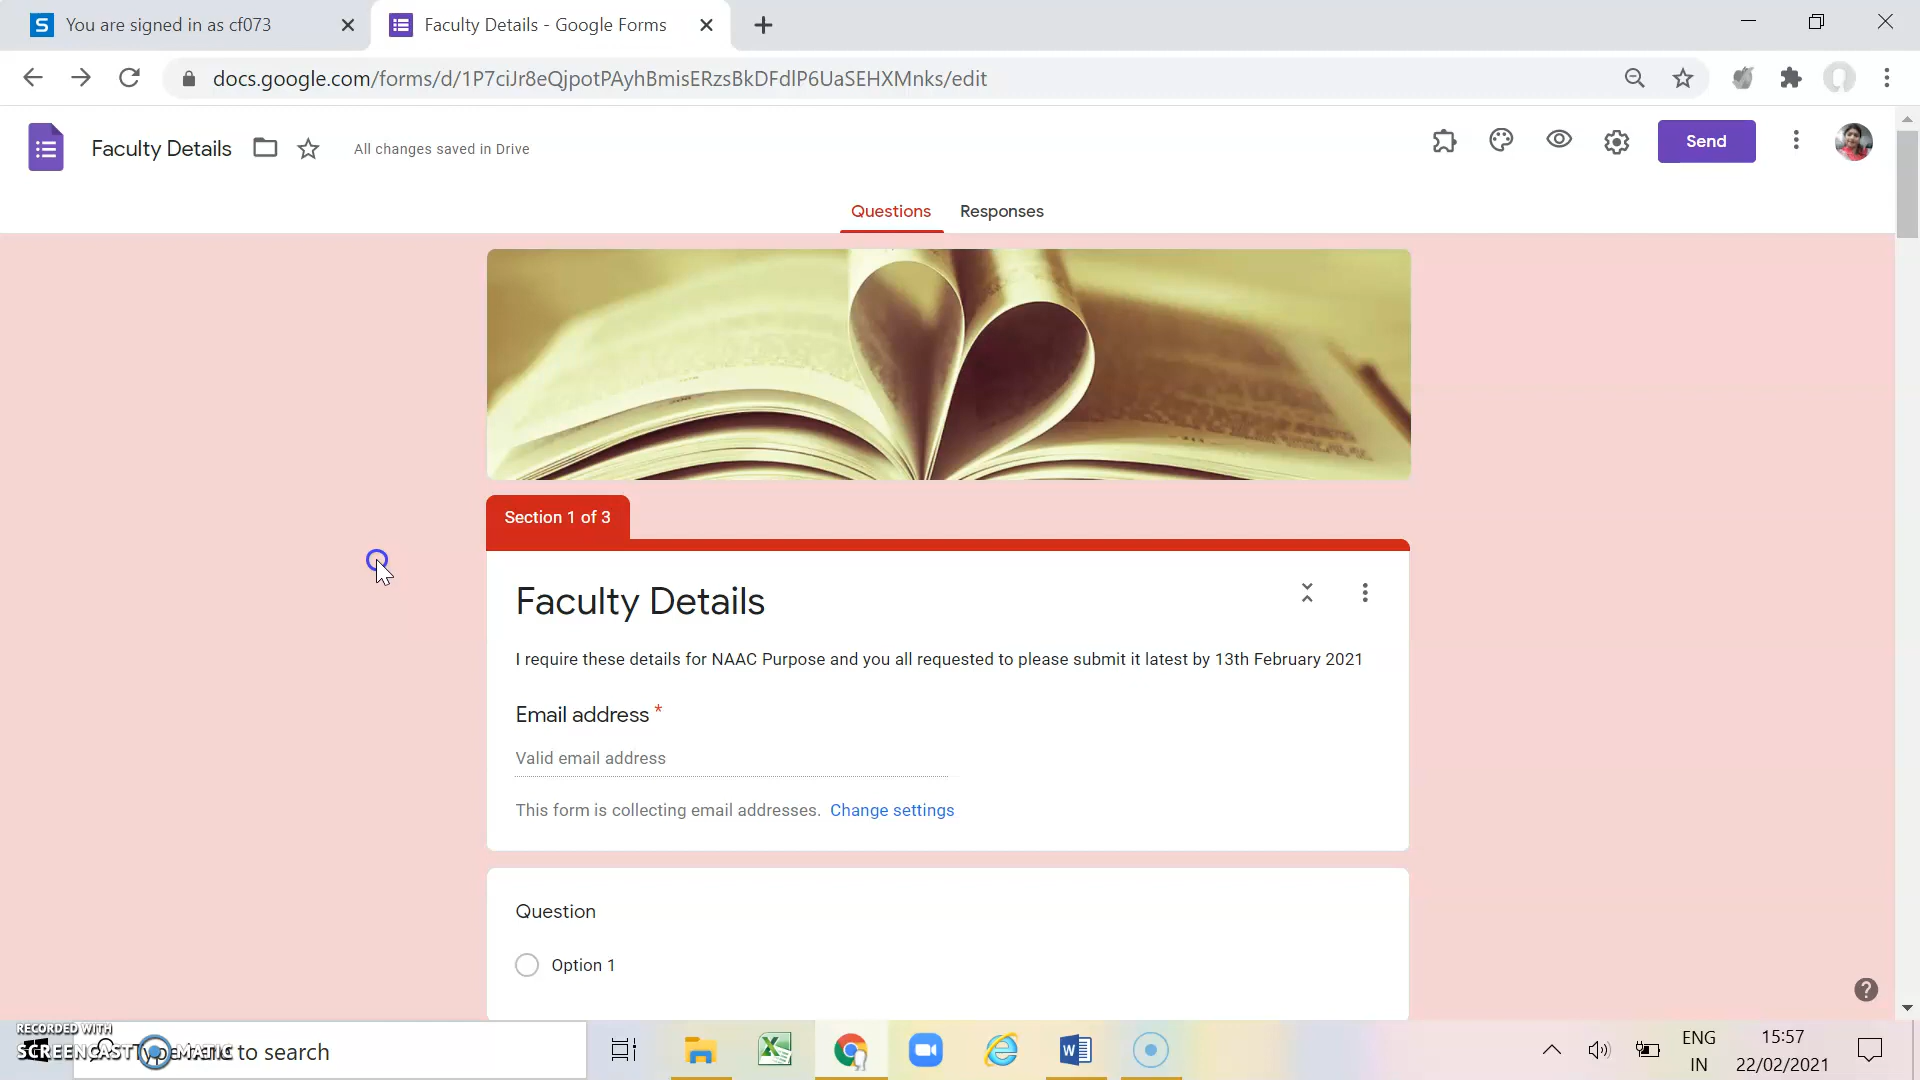 You are signed in as cf073
Faculty Details - Google Forms
docs.google.com/forms/d/1P7ciJr8eQjpotPAyhBmisERzsBkDFdlP6UaSEHXMnks/edit
Faculty Details
All changes saved in Drive
Send
Questions
Responses
Section 1 of 3
Faculty Details
I require these details for NAAC Purpose and you all requested to please submit it latest by 13th February 2021
Email address *
Valid email address
This form is collecting email addresses. Change settings
Question
Option 1
RECORDED WITH
SCREENCAST MATIC
to search
ENG
IN
15:57
22/02/2021